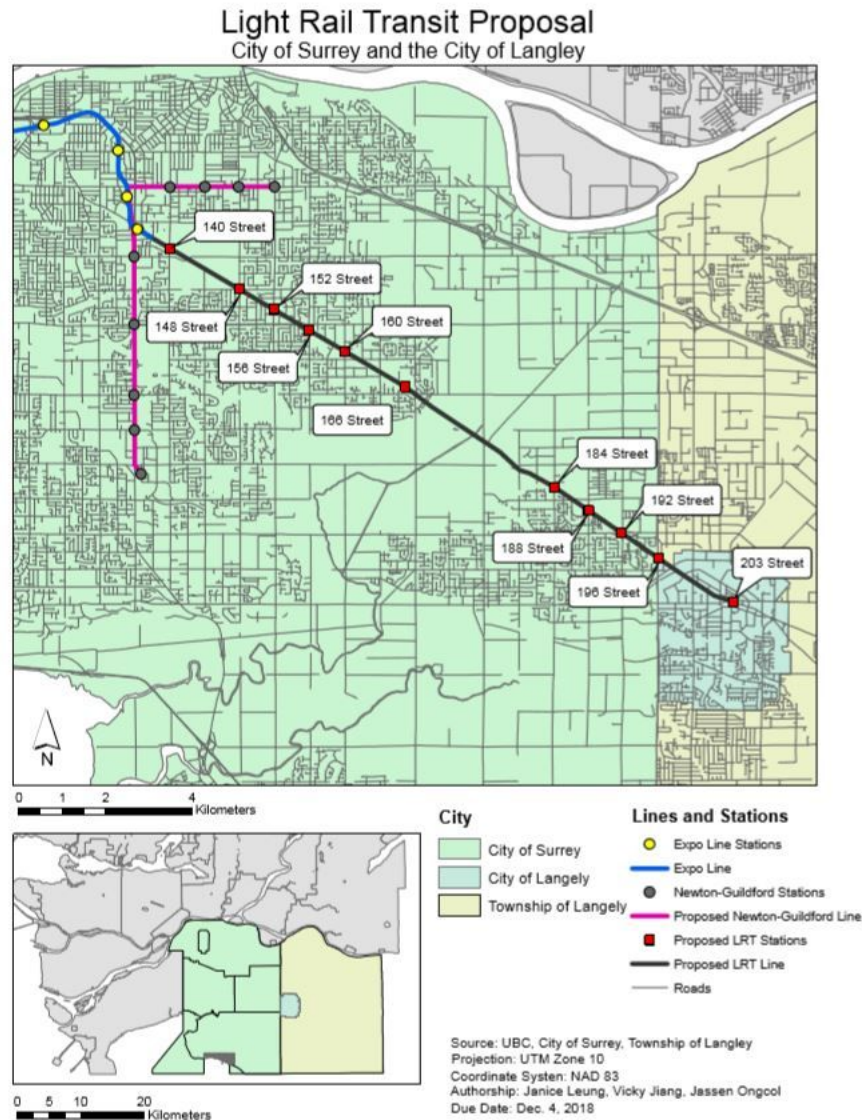 Light Rail Transit Proposal
City of Surrey and the City of Langley
140 Street
152 Street
148 Street
160 Street
156 Street
166 Street
184 Street
192 Street
188 Street
203 Street
196 Street
N
0 1 2 4
Kilometers
City
City of Surrey
City of Langely
Township of Langely
Lines and Stations
Expo Line Stations
Expo Line
Newton-Guildford Stations
Proposed Newton-Guildford Line
Proposed LRT Stations
Proposed LRT Line
Roads
Source: UBC, City of Surrey, Township of Langley
Projection: UTM Zone 10
Coordinate Systen: NAD 83
Authorship: Janice Leung, Vicky Jiang, Jassen Ongcol
Due Date: Dec. 4, 2018
0 5 10 20
Kilometers